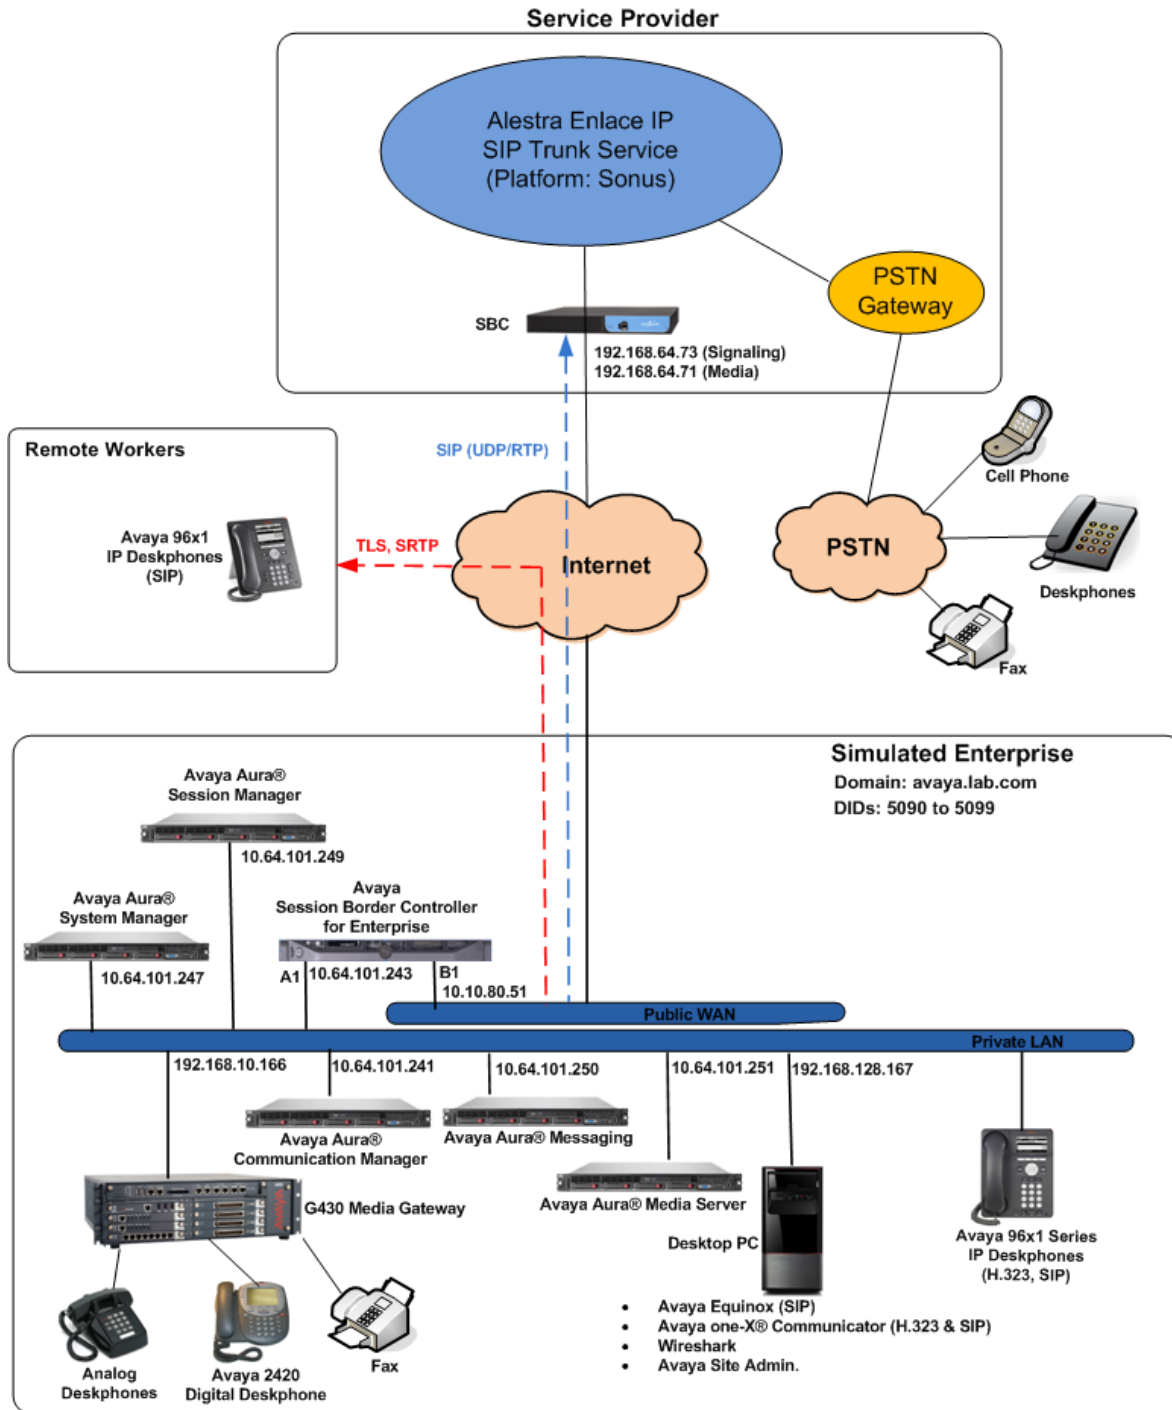 Service Provider
Alestra Enlace IP
SIP Trunk Service
(Platform: Sonus)
PSTN
Gateway
SBC
192.168.64.73 (Signaling)
192.168.64.71 (Media)
Remote Workers
SIP (UDP/RTP)
Cell Phone
Avaya 96x1
IP Deskphones
(SIP)
TLS, SRTP
Internet
PSTN
Deskphones
Fax
Simulated Enterprise
Domain: avaya.lab.com
DIDs: 5090 to 5099
Avaya Aura®
Session Manager
10.64.101.249
Avaya Aura®
System Manager
10.64.101.247
Avaya
Session Border Controller
for Enterprise
A1
10.64.101.243
B1
10.10.80.51
Public WAN
Private LAN
192.168.10.166
10.64.101.241
10.64.101.250
10.64.101.251
192.168.128.167
Avaya Aura®
Communication Manager
Avaya Aura® Messaging
Avaya Aura® Media Server
G430 Media Gateway
AVAYA
Desktop PC
Avaya 96x1 Series
IP Deskphones
(H.323, SIP)
Analog
Deskphones
Avaya 2420
Digital Deskphone
Fax
• Avaya Equinox (SIP)
• Avaya one-X® Communicator (H.323 & SIP)
• Wireshark
• Avaya Site Admin.